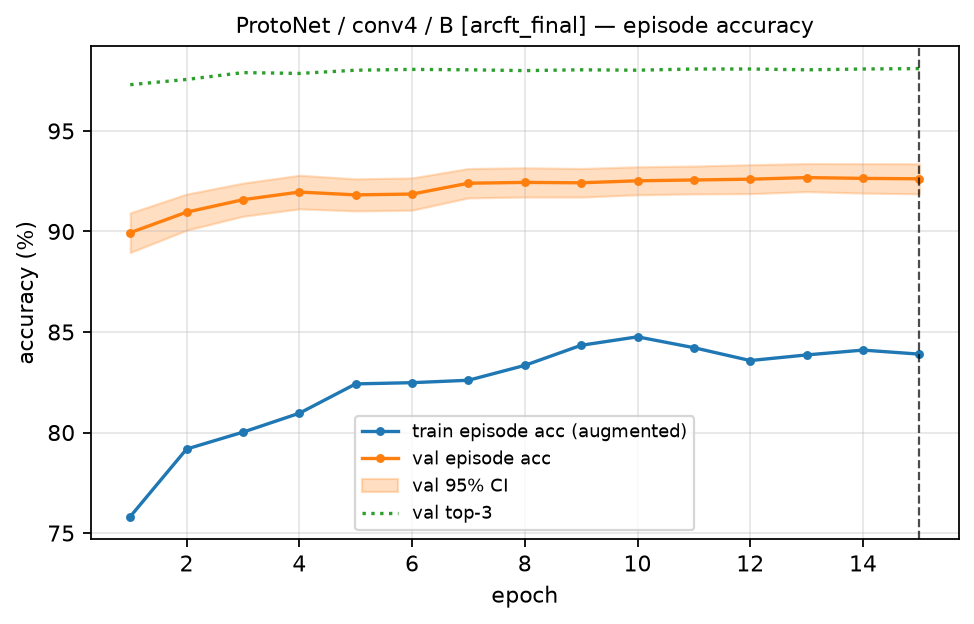 ProtoNet / conv4 / B [arcft_final] — episode accuracy
accuracy (%)
95
90
85
80
75
train episode acc (augmented)
val episode acc
val 95% CI
val top-3
2 4 6 8 10 12 14
epoch